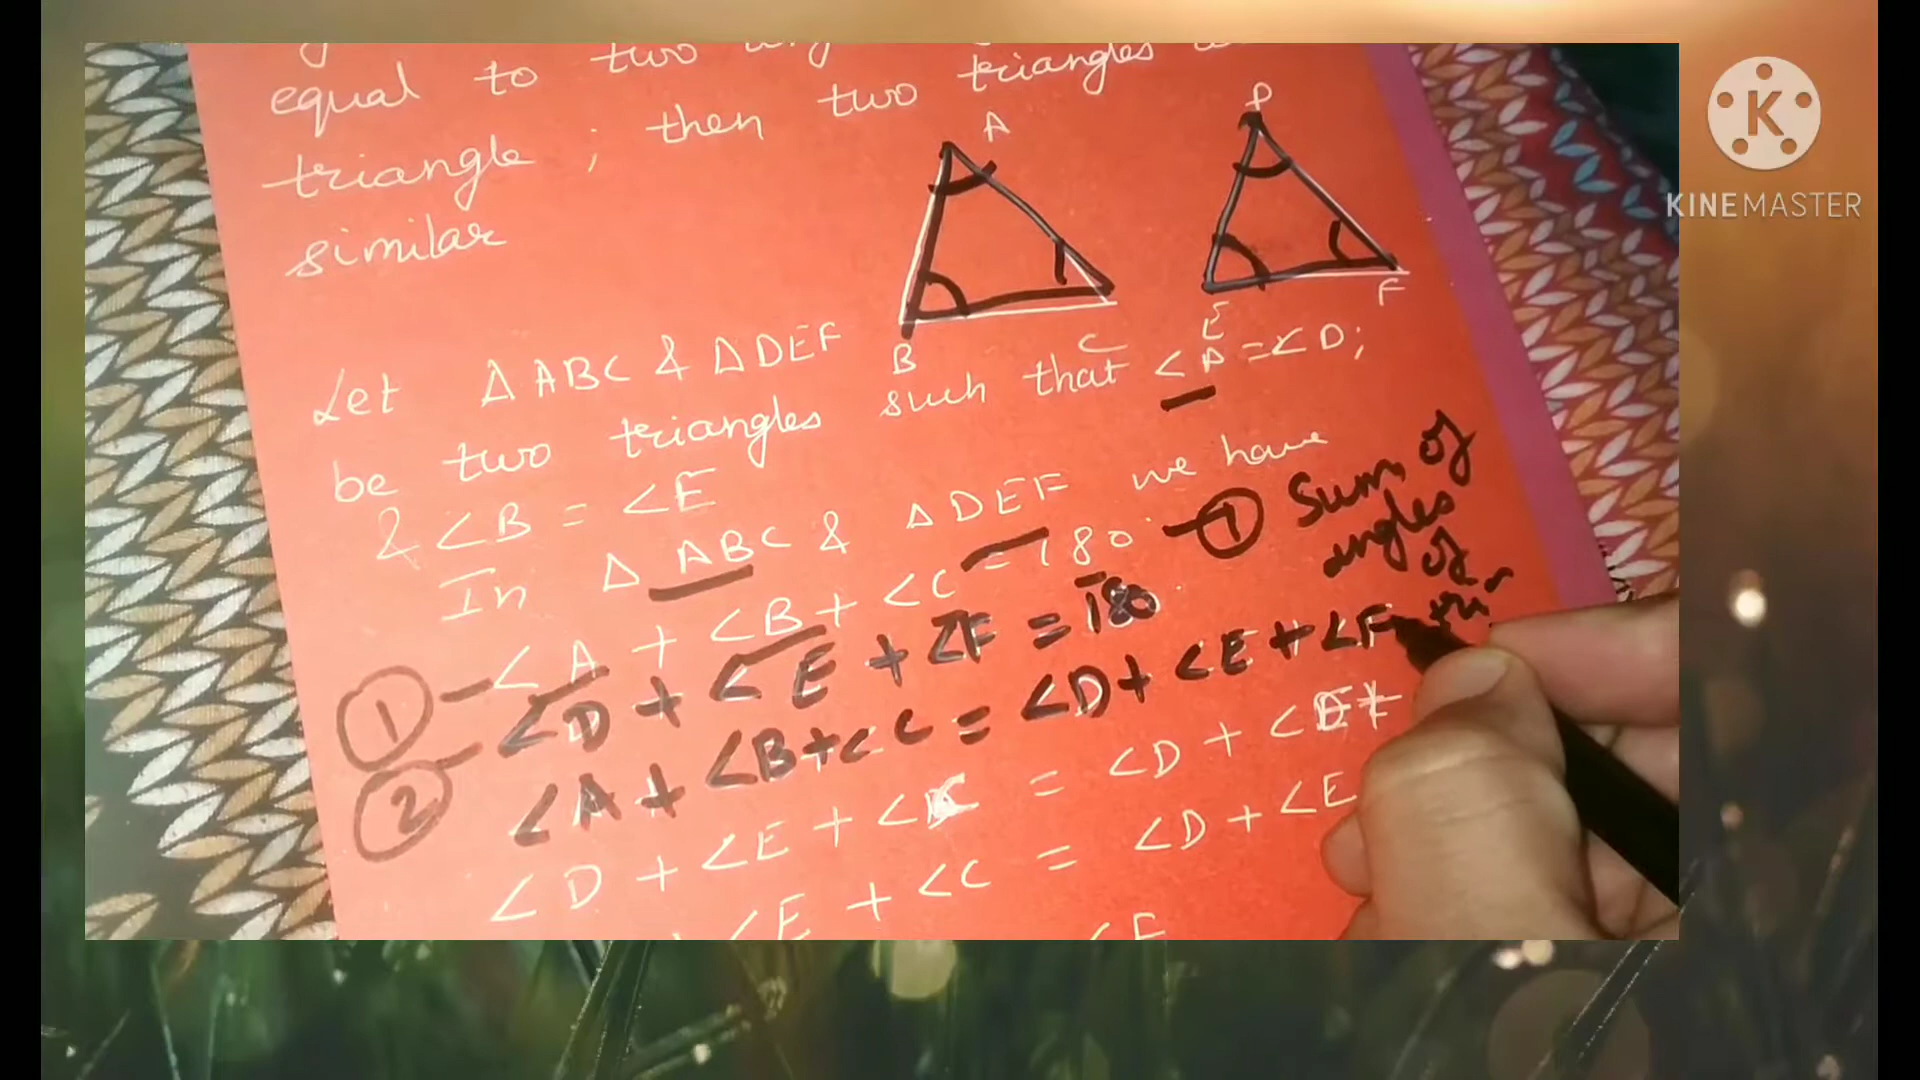 equal to two
triangle ; then two triangles
similar
A
D
B
C
E
F
Let ∆ ABC & ∆ DEF
be two triangles such that ∠A = ∠D;
& ∠B = ∠E
In ∆ ABC & ∆ DEF we have
∠A + ∠B + ∠C = 180 — ① Sum of
angles
of
① — ∠D + ∠E + ∠F = 180
② — ∠A + ∠B + ∠C = ∠D + ∠E + ∠F
∠D + ∠E + ∠C = ∠D + ∠E +
∠E + ∠C = ∠D + ∠E
K
KINEMASTER